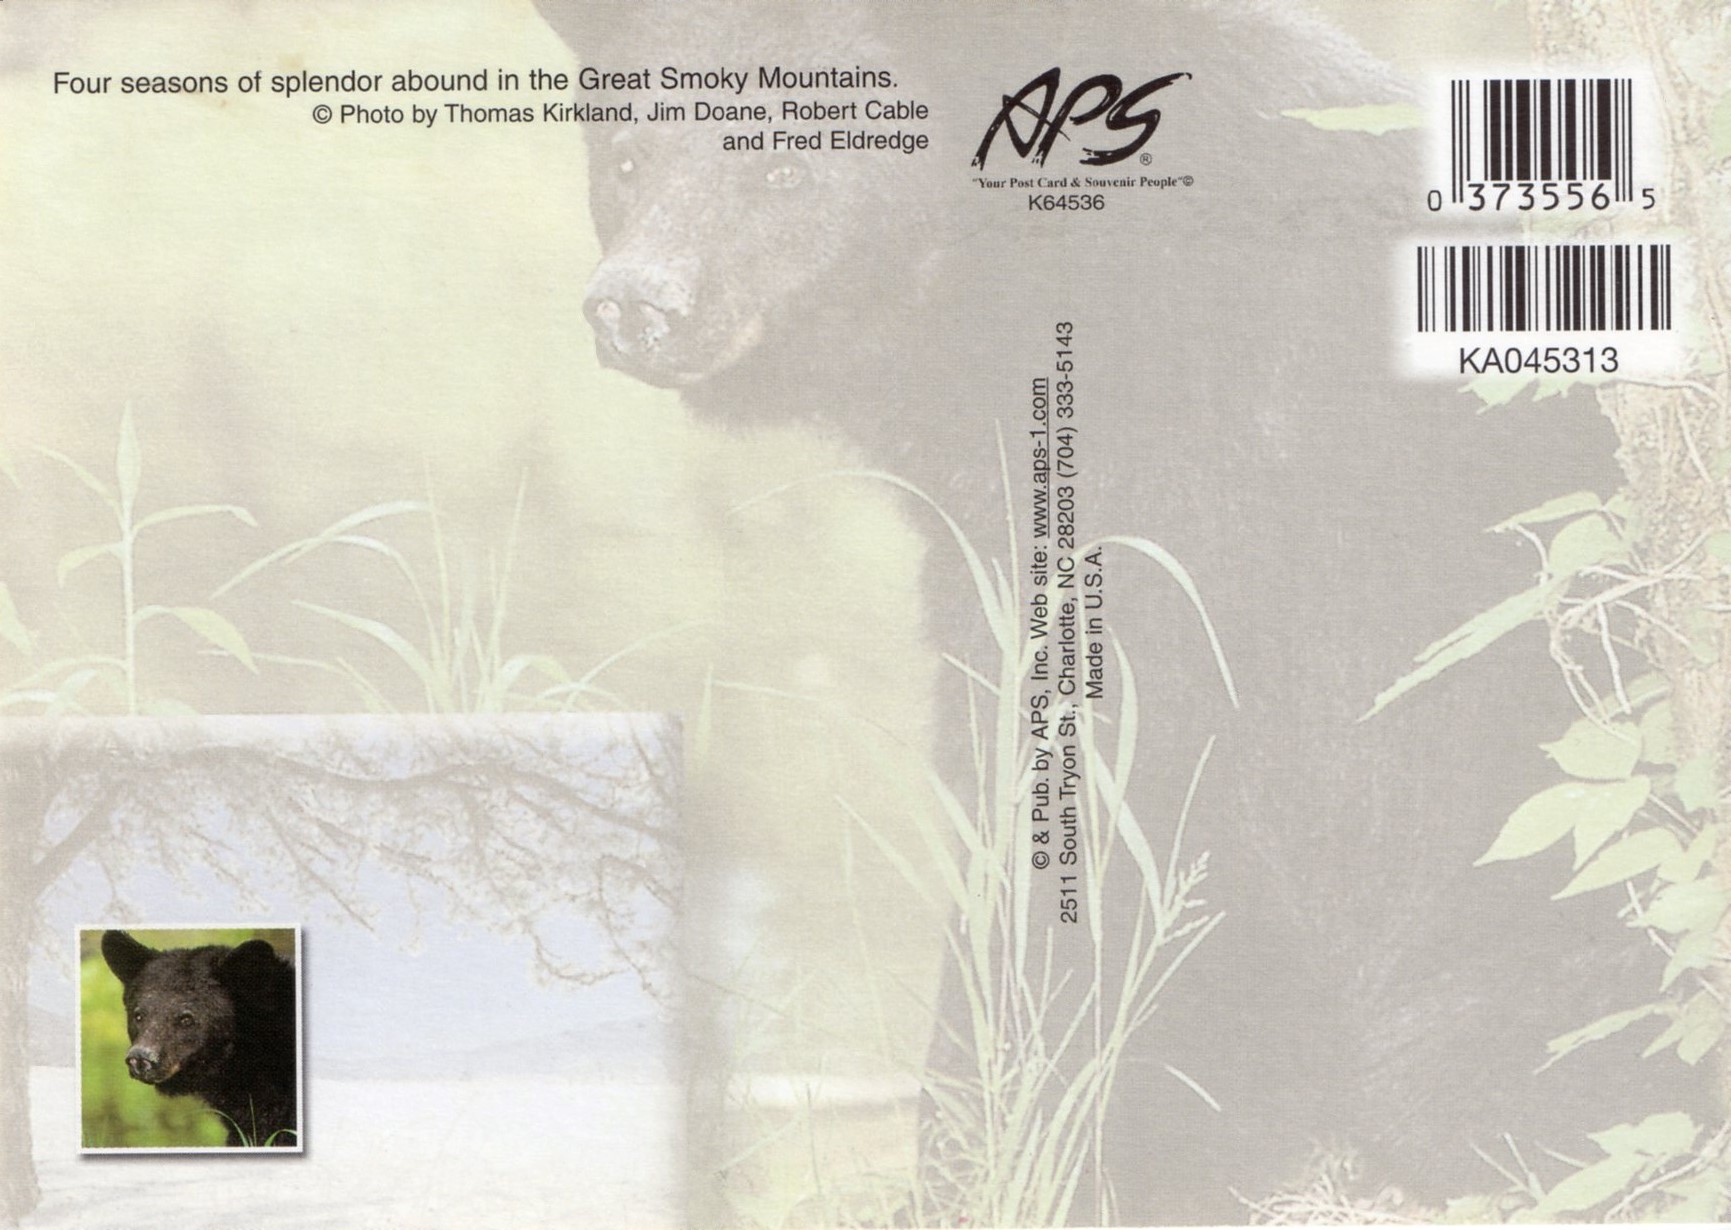 Four seasons of splendor abound in the Great Smoky Mountains.
© Photo by Thomas Kirkland, Jim Doane, Robert Cable
and Fred Eldredge
APS®
"Your Post Card & Souvenir People"©
K64536
0 373556 5
KA045313
© & Pub. by APS, Inc. Web site: www.aps-1.com
2511 South Tryon St., Charlotte, NC 28203 (704) 333-5143
Made in U.S.A.